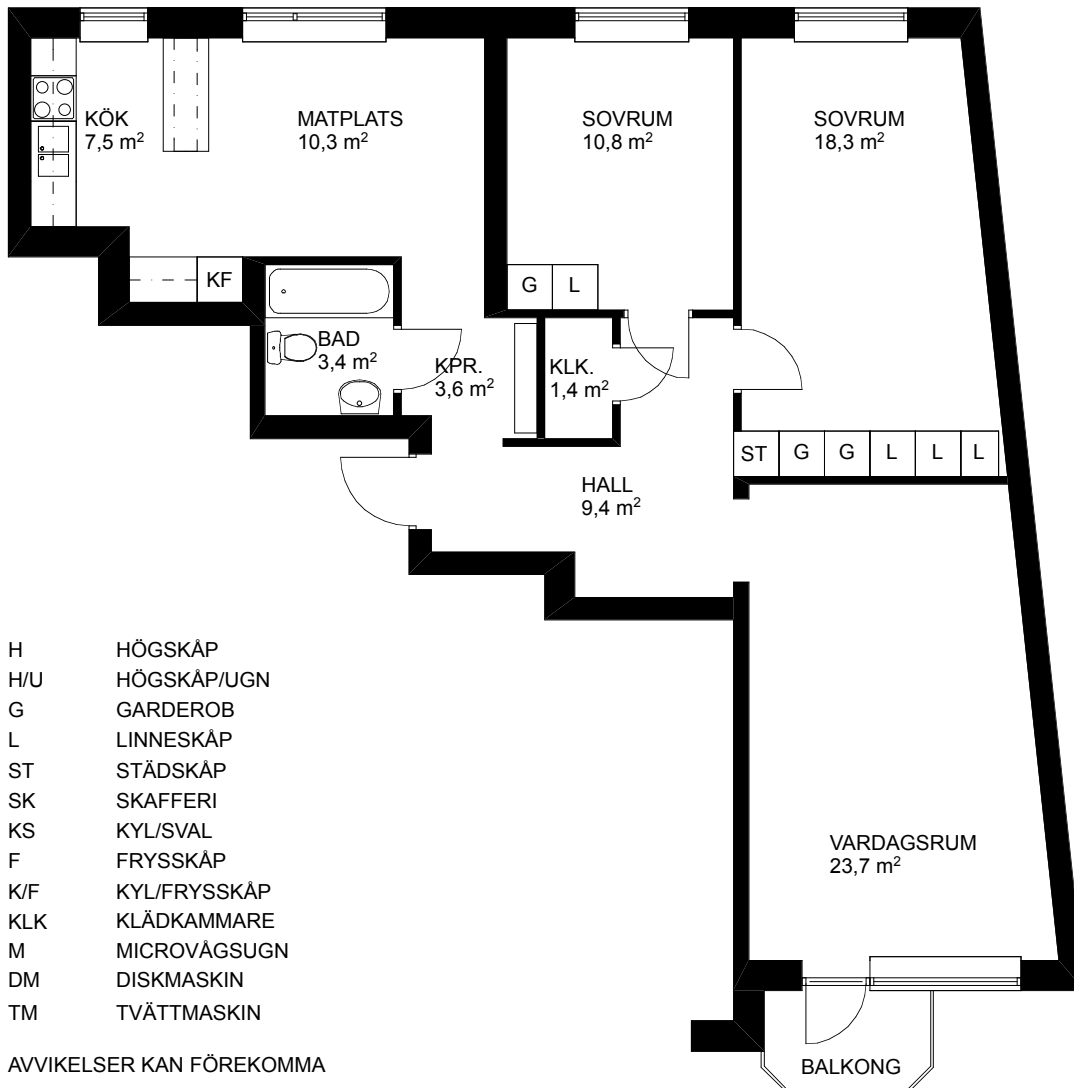 KÖK
7,5 m²
MATPLATS
10,3 m²
SOVRUM
10,8 m²
SOVRUM
18,3 m²
KF
G L
BAD
3,4 m²
KPR.
3,6 m²
KLK.
1,4 m²
ST G G L L L
HALL
9,4 m²
VARDAGSRUM
23,7 m²
BALKONG
H HÖGSKÅP
H/U HÖGSKÅP/UGN
G GARDEROB
L LINNESKÅP
ST STÄDSKÅP
SK SKAFFERI
KS KYL/SVAL
F FRYSSKÅP
K/F KYL/FRYSSKÅP
KLK KLÄDKAMMARE
M MICROVÅGSUGN
DM DISKMASKIN
TM TVÄTTMASKIN
AVVIKELSER KAN FÖREKOMMA